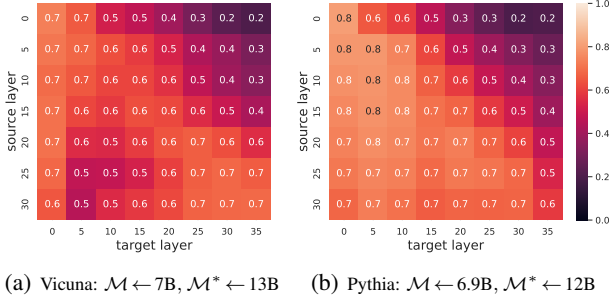 0 0.7 0.6 0.5 0.5 0.4 0.3 0.2 0.2
5 0.7 0.7 0.6 0.6 0.5 0.4 0.3 0.3
10 0.7 0.6 0.6 0.6 0.6 0.5 0.4 0.3
15 0.7 0.6 0.6 0.6 0.6 0.5 0.5 0.4
20 0.7 0.6 0.5 0.6 0.6 0.7 0.6 0.6
25 0.7 0.5 0.5 0.5 0.6 0.7 0.7 0.7
30 0.6 0.5 0.6 0.6 0.6 0.7 0.7 0.7
0 5 10 15 20 25 30 35
source layer
target layer
0 0.8 0.6 0.6 0.5 0.3 0.3 0.2 0.2
5 0.8 0.8 0.7 0.6 0.5 0.4 0.3 0.3
10 0.8 0.8 0.7 0.7 0.6 0.5 0.4 0.3
15 0.8 0.8 0.8 0.7 0.7 0.6 0.5 0.4
20 0.7 0.7 0.7 0.7 0.7 0.7 0.6 0.5
25 0.7 0.7 0.7 0.7 0.7 0.7 0.7 0.5
30 0.7 0.7 0.7 0.7 0.7 0.7 0.7 0.6
0 5 10 15 20 25 30 35
source layer
target layer
1.0
0.8
0.6
0.4
0.2
0.0
(a) Vicuna: ℳ ← 7B, ℳ* ← 13B
(b) Pythia: ℳ ← 6.9B, ℳ* ← 12B